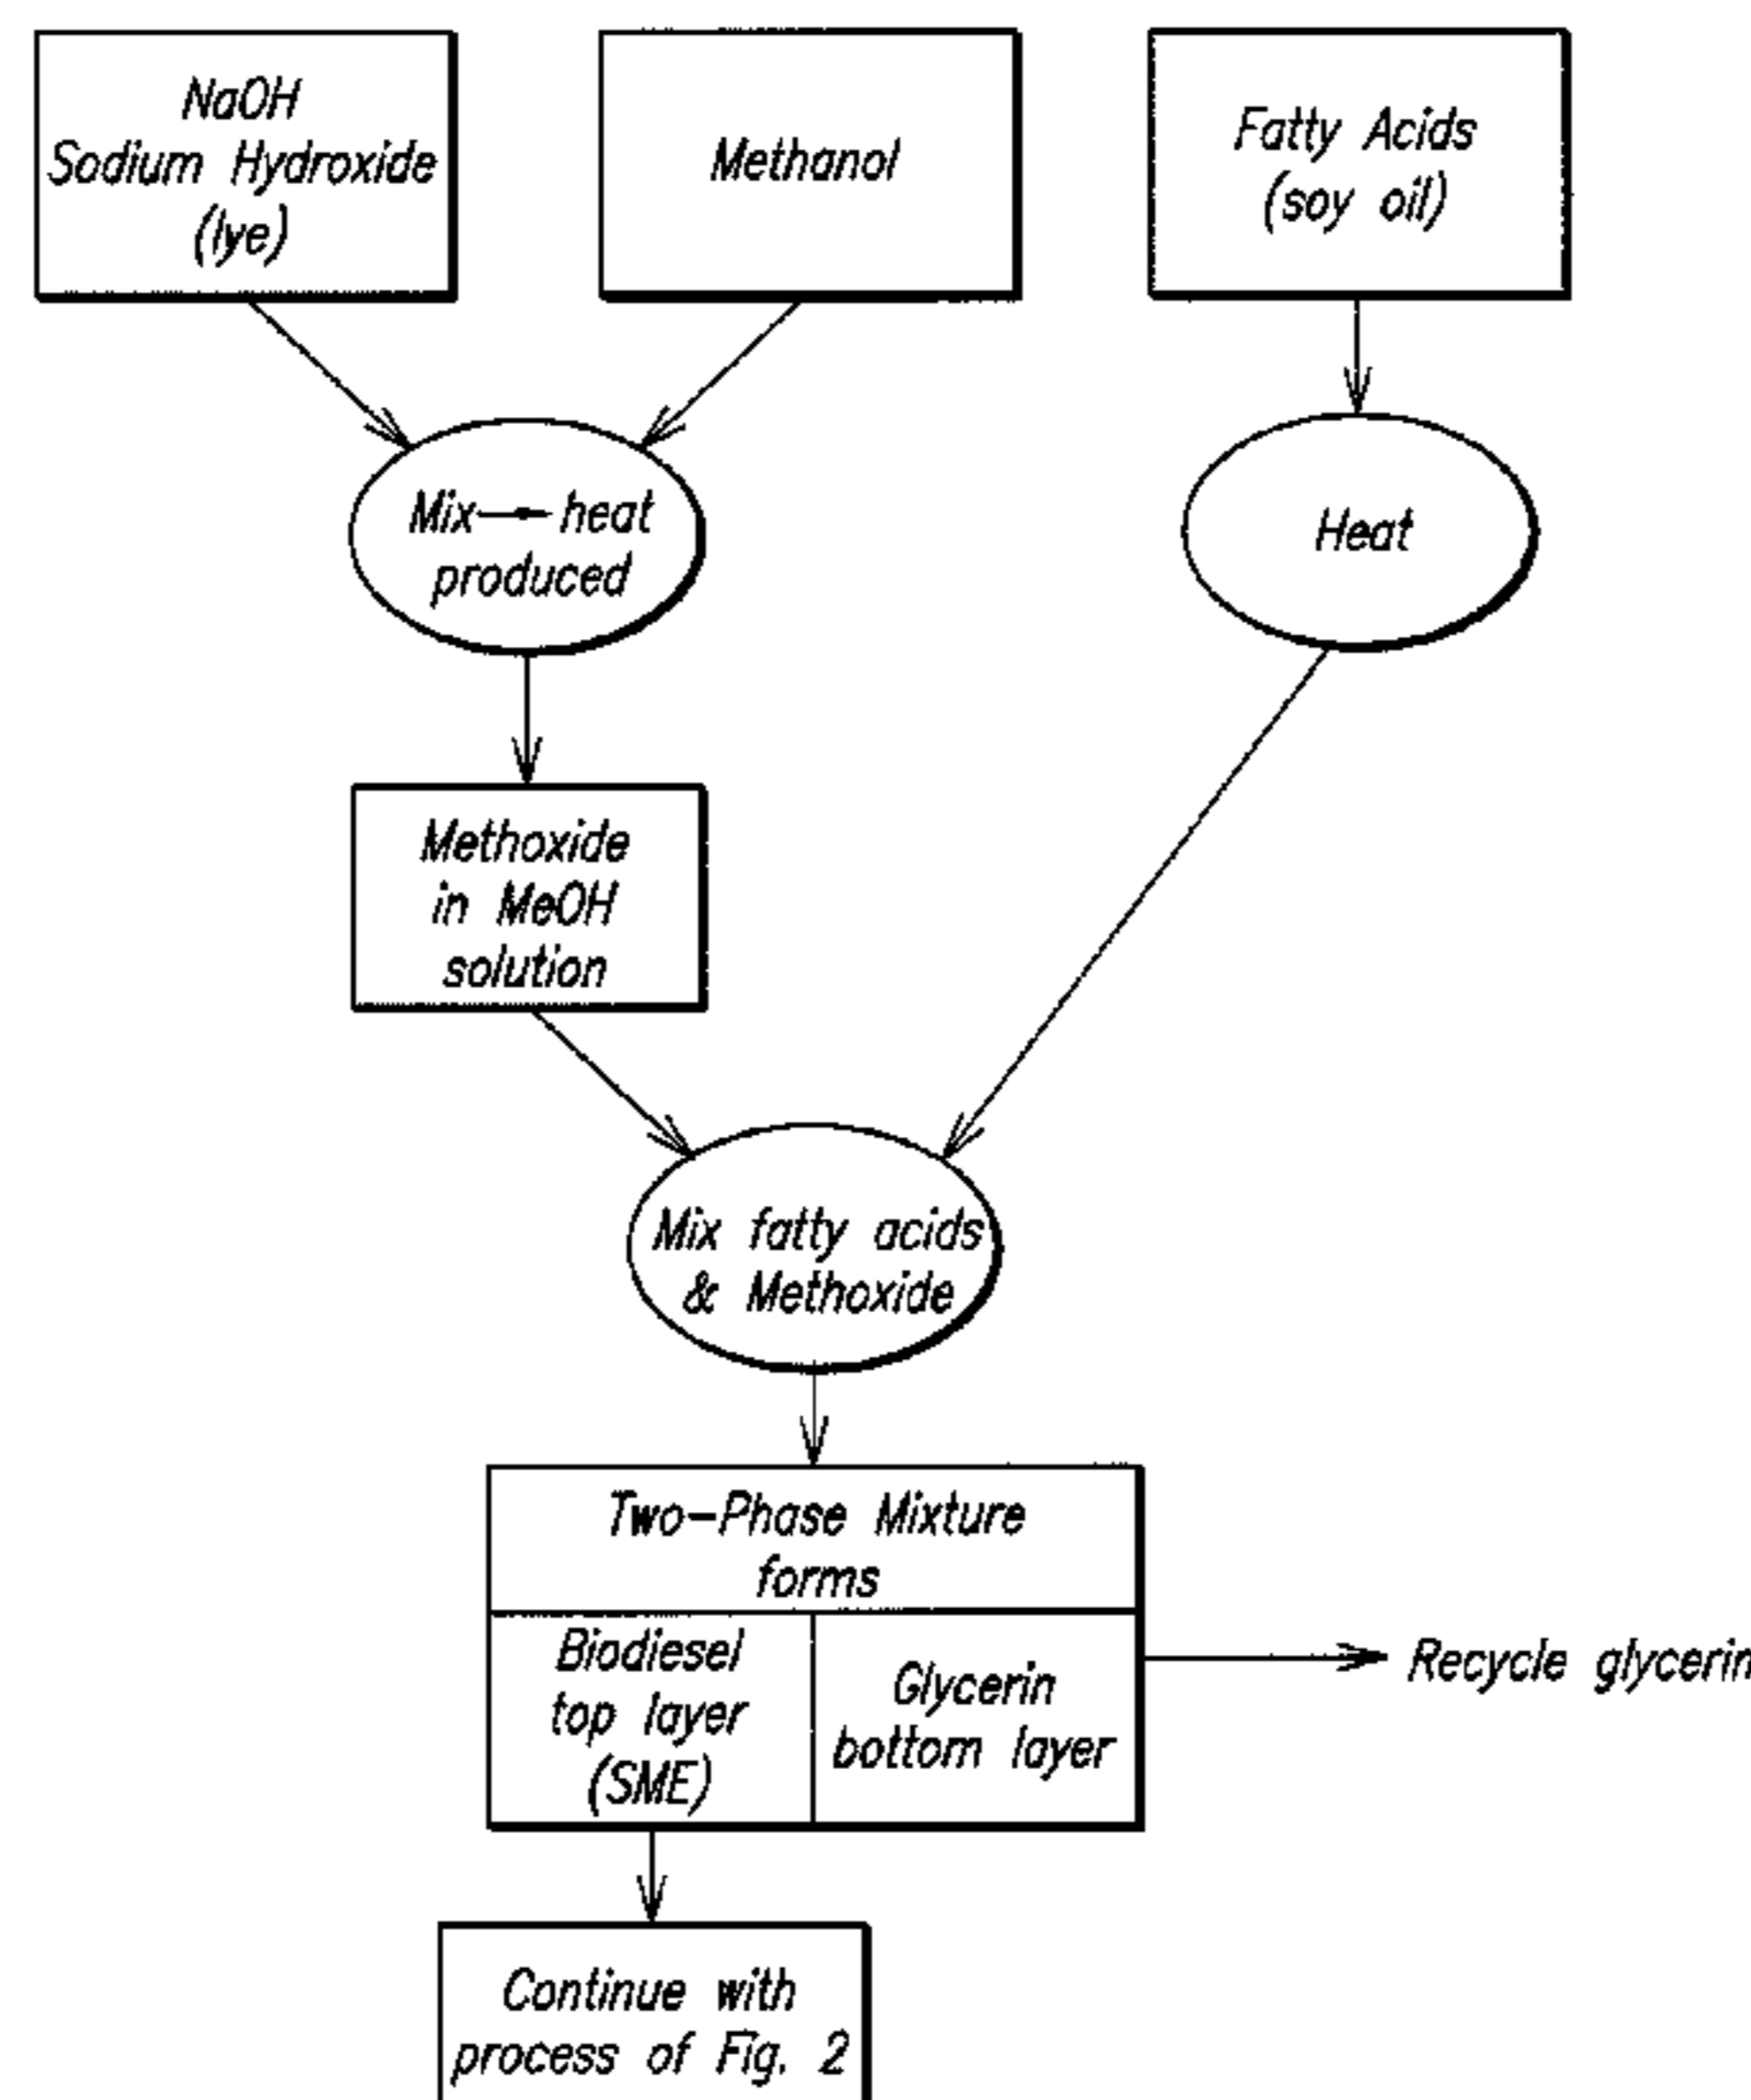 NaOH
Sodium Hydroxide
(lye)
Methanol
Fatty Acids
(soy oil)
Mix→heat
produced
Heat
Methoxide
in MeOH
solution
Mix fatty acids
& Methoxide
Two-Phase Mixture
forms
Biodiesel
top layer
(SME)
Glycerin
bottom layer
Recycle glycerin
Continue with
process of Fig. 2